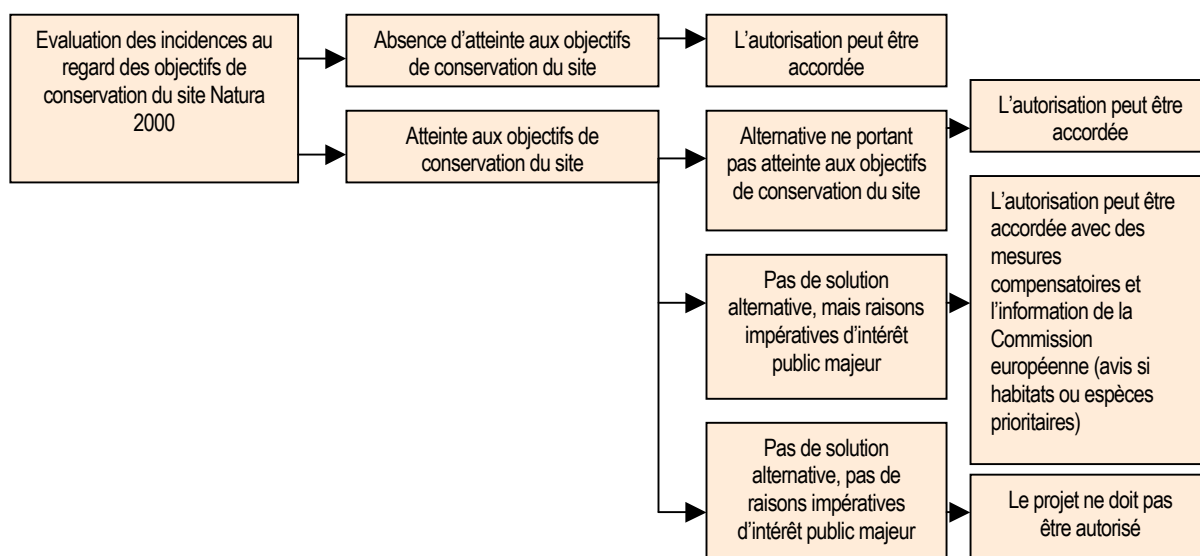 Evaluation des incidences au
regard des objectifs de
conservation du site Natura
2000
Absence d’atteinte aux objectifs
de conservation du site
L’autorisation peut être
accordée
Atteinte aux objectifs de
conservation du site
Alternative ne portant
pas atteinte aux objectifs
de conservation du site
L’autorisation peut être
accordée
Pas de solution
alternative, mais raisons
impératives d’intérêt
public majeur
L’autorisation peut être
accordée avec des
mesures
compensatoires et
l’information de la
Commission
européenne (avis si
habitats ou espèces
prioritaires)
Pas de solution
alternative, pas de
raisons impératives
d’intérêt public majeur
Le projet ne doit pas
être autorisé